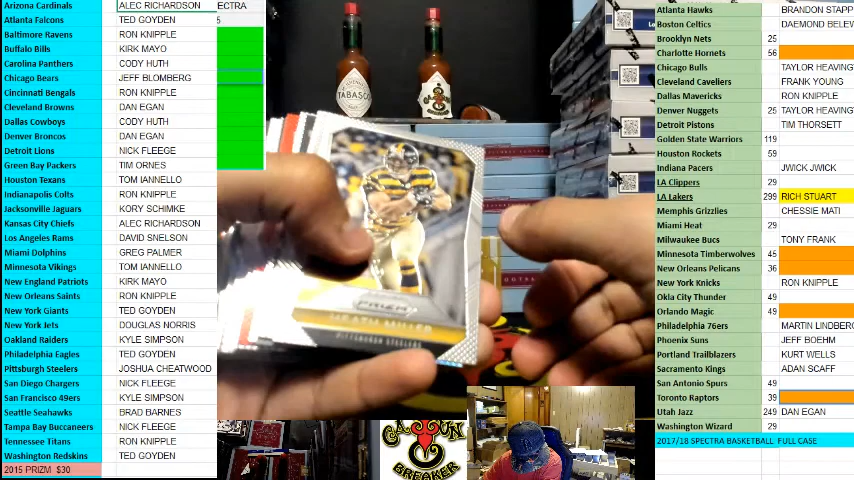 Arizona Cardinals ALEC RICHARDSON ECTRA
Atlanta Falcons TED GOYDEN
Baltimore Ravens RON KNIPPLE
Buffalo Bills KIRK MAYO
Carolina Panthers CODY HUTH
Chicago Bears JEFF BLOMBERG
Cincinnati Bengals RON KNIPPLE
Cleveland Browns DAN EGAN
Dallas Cowboys CODY HUTH
Denver Broncos DAN EGAN
Detroit Lions NICK FLEEGE
Green Bay Packers TIM ORNES
Houston Texans TOM IANNELLO
Indianapolis Colts RON KNIPPLE
Jacksonville Jaguars KORY SCHIMKE
Kansas City Chiefs ALEC RICHARDSON
Los Angeles Rams DAVID SNELSON
Miami Dolphins GREG PALMER
Minnesota Vikings TOM IANNELLO
New England Patriots KIRK MAYO
New Orleans Saints RON KNIPPLE
New York Giants TED GOYDEN
New York Jets DOUGLAS NORRIS
Oakland Raiders KYLE SIMPSON
Philadelphia Eagles TED GOYDEN
Pittsburgh Steelers JOSHUA CHEATWOOD
San Diego Chargers NICK FLEEGE
San Francisco 49ers KYLE SIMPSON
Seattle Seahawks BRAD BARNES
Tampa Bay Buccaneers NICK FLEEGE
Tennessee Titans RON KNIPPLE
Washington Redskins TED GOYDEN
2015 PRIZM $30
TABASCO
PRIZM
HEATH MILLER
PITTSBURGH STEELERS
CAJUN
BREAKER
Atlanta Hawks BRANDON STAPP
Boston Celtics DAEMOND BELEW
Brooklyn Nets 25
Charlotte Hornets 56
Chicago Bulls TAYLOR HEAVING
Cleveland Caveliers FRANK YOUNG
Dallas Mavericks RON KNIPPLE
Denver Nuggets 25 TAYLOR HEAVING
Detroit Pistons TIM THORSETT
Golden State Warriors 119
Houston Rockets 59
Indiana Pacers JWICK JWICK
LA Clippers 29
LA Lakers 299 RICH STUART
Memphis Grizzlies CHESSIE MATI
Miami Heat 29
Milwaukee Bucs TONY FRANK
Minnesota Timberwolves 45
New Orleans Pelicans 36
New York Knicks RON KNIPPLE
Okla City Thunder 49
Orlando Magic 49
Philadelphia 76ers MARTIN LINDBERG
Phoenix Suns JEFF BOEHM
Portland Trailblazers KURT WELLS
Sacramento Kings ADAN SCAFF
San Antonio Spurs 49
Toronto Raptors 39
Utah Jazz 249 DAN EGAN
Washington Wizard 29
2017/18 SPECTRA BASKETBALL FULL CASE